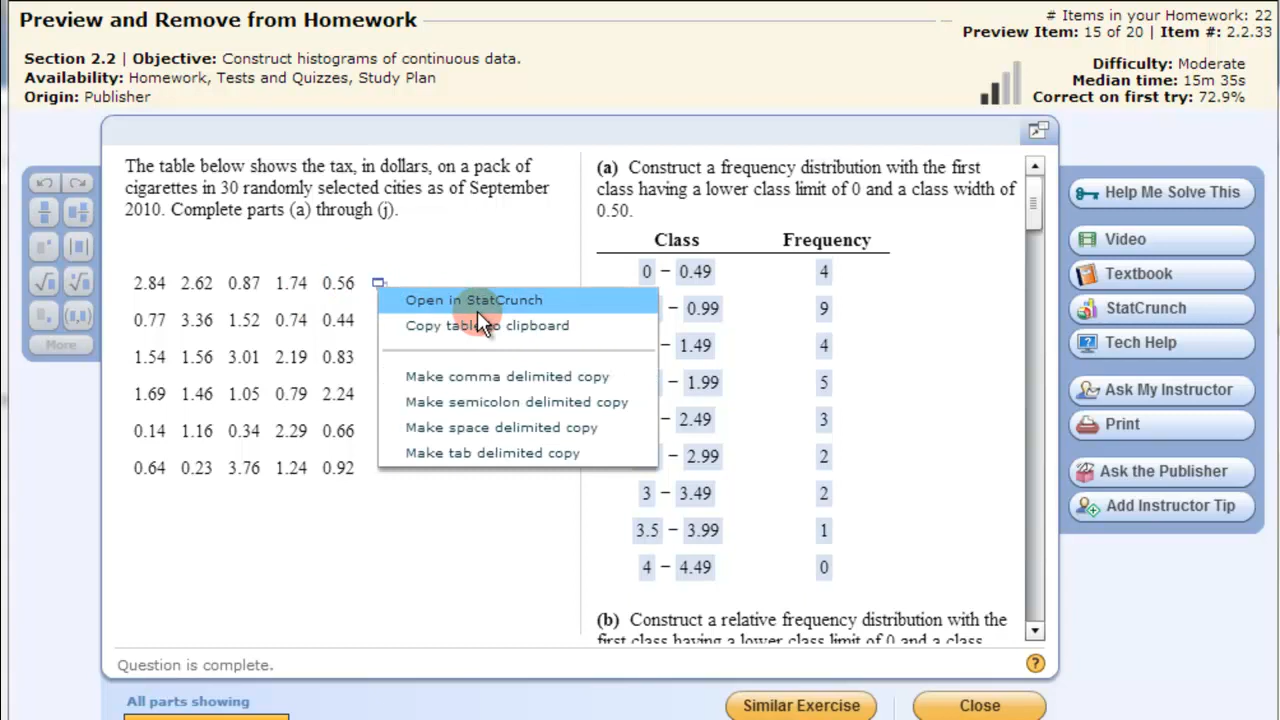 Preview and Remove from Homework
# Items in your Homework: 22
Preview Item: 15 of 20 | Item #: 2.2.33
Section 2.2 | Objective: Construct histograms of continuous data.
Availability: Homework, Tests and Quizzes, Study Plan
Origin: Publisher
Difficulty: Moderate
Median time: 15m 35s
Correct on first try: 72.9%
More
The table below shows the tax, in dollars, on a pack of
cigarettes in 30 randomly selected cities as of September
2010. Complete parts (a) through (j).
2.84 2.62 0.87 1.74 0.56
0.77 3.36 1.52 0.74 0.44
1.54 1.56 3.01 2.19 0.83
1.69 1.46 1.05 0.79 2.24
0.14 1.16 0.34 2.29 0.66
0.64 0.23 3.76 1.24 0.92
Open in StatCrunch
Copy table to clipboard
Make comma delimited copy
Make semicolon delimited copy
Make space delimited copy
Make tab delimited copy
(a) Construct a frequency distribution with the first
class having a lower class limit of 0 and a class width of
0.50.
Class Frequency
0 – 0.49 4
– 0.99 9
– 1.49 4
– 1.99 5
– 2.49 3
– 2.99 2
3 – 3.49 2
3.5 – 3.99 1
4 – 4.49 0
(b) Construct a relative frequency distribution with the
first class having a lower class limit of 0 and a class
Help Me Solve This
Video
Textbook
StatCrunch
Tech Help
Ask My Instructor
Print
Ask the Publisher
Add Instructor Tip
Question is complete.
?
All parts showing
Similar Exercise
Close